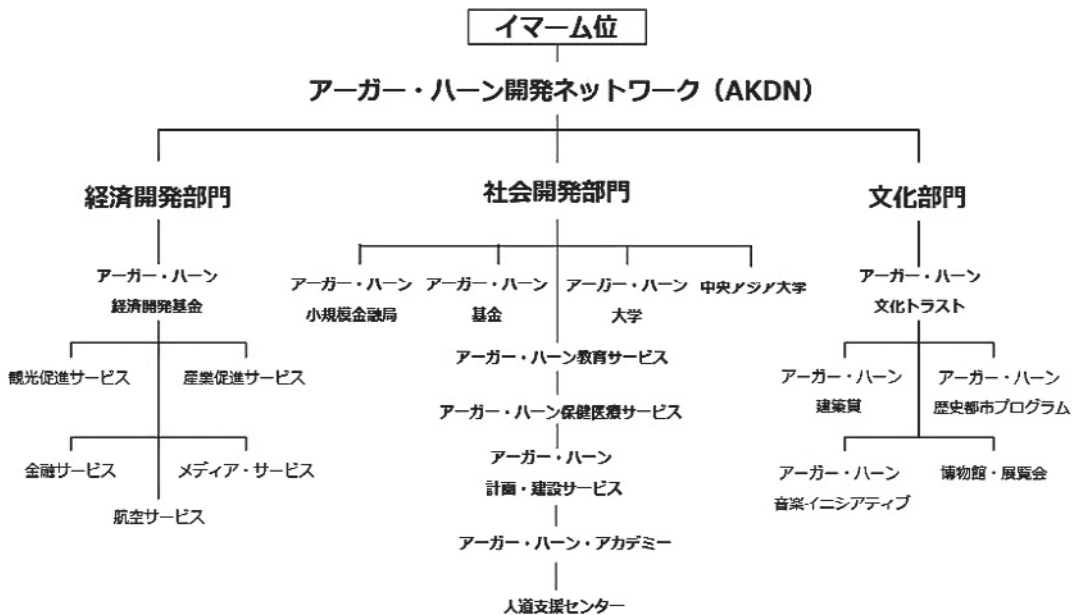 イマーム位
アーガー・ハーン開発ネットワーク（AKDN）
経済開発部門
社会開発部門
文化部門
アーガー・ハーン
経済開発基金
観光促進サービス
産業促進サービス
金融サービス
メディア・サービス
航空サービス
アーガー・ハーン
小規模金融局
アーガー・ハーン
基金
アーガー・ハーン
大学
中央アジア大学
アーガー・ハーン教育サービス
アーガー・ハーン保健医療サービス
アーガー・ハーン
計画・建設サービス
アーガー・ハーン・アカデミー
人道支援センター
アーガー・ハーン
文化トラスト
アーガー・ハーン
建築賞
アーガー・ハーン
歴史都市プログラム
アーガー・ハーン
音楽イニシアティブ
博物館・展覧会